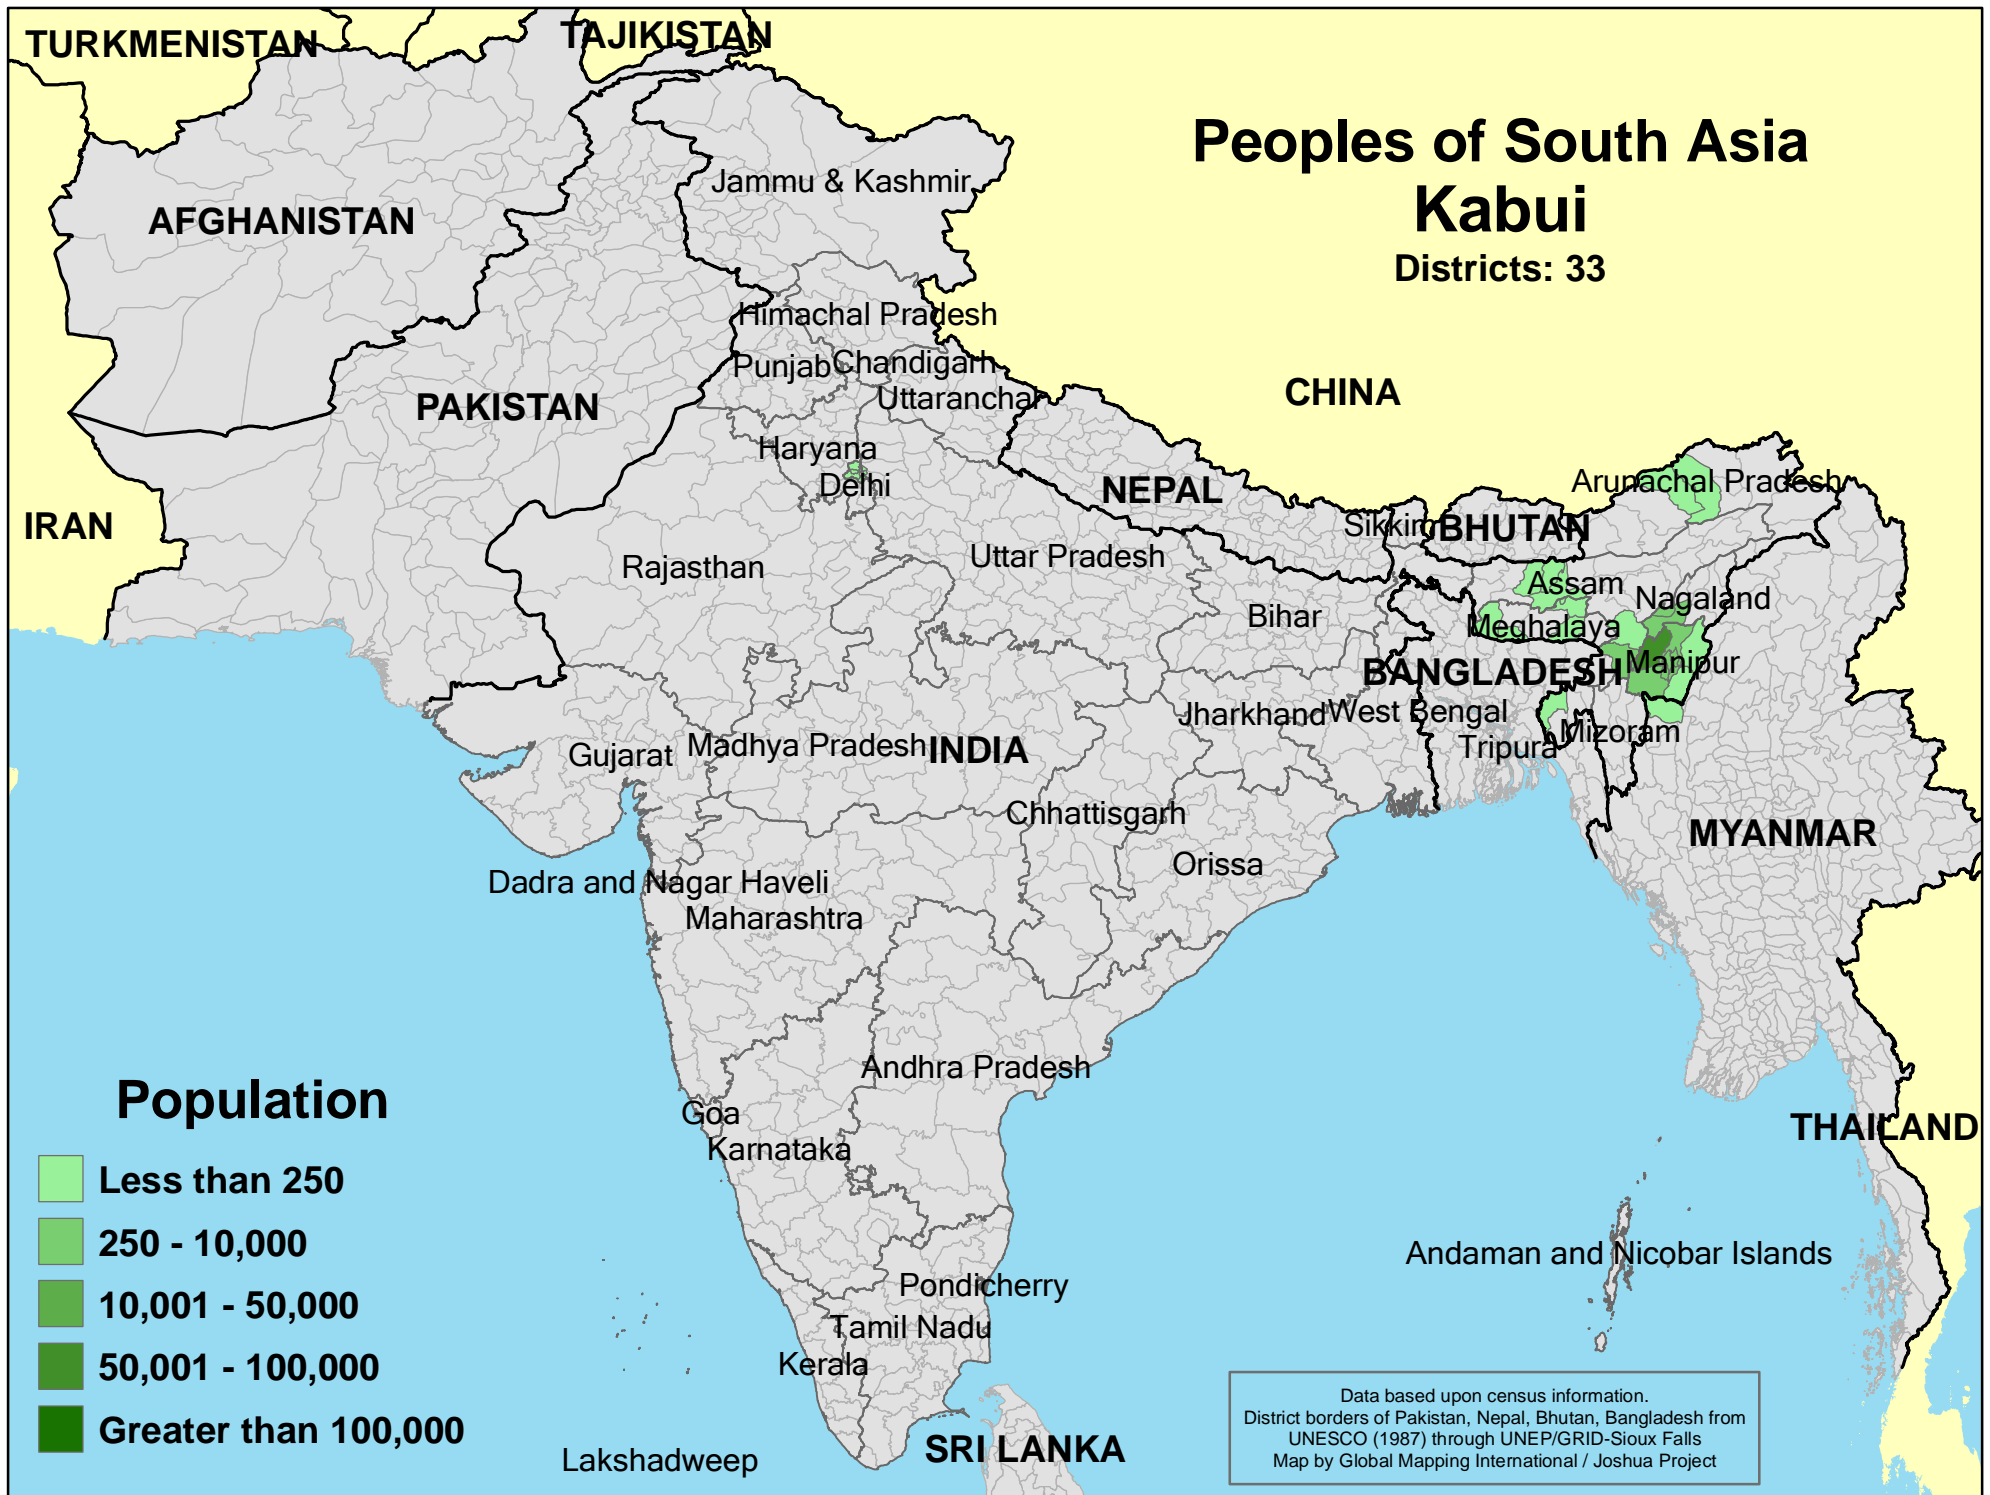 TURKMENISTAN
TAJIKISTAN
Peoples of South Asia
Kabui
Districts: 33
Jammu & Kashmir
AFGHANISTAN
Himachal Pradesh
Punjab
Chandigarh
CHINA
Uttaranchal
PAKISTAN
Haryana
Delhi
NEPAL
Arunachal Pradesh
IRAN
Sikkim
BHUTAN
Rajasthan
Uttar Pradesh
Assam
Nagaland
Bihar
Meghalaya
BANGLADESH
Manipur
Jharkhand
West Bengal
Gujarat
Madhya Pradesh
INDIA
Tripura
Mizoram
Chhattisgarh
MYANMAR
Orissa
Dadra and Nagar Haveli
Maharashtra
Andhra Pradesh
Population
Goa
Karnataka
THAILAND
Less than 250
250 - 10,000
10,001 - 50,000
50,001 - 100,000
Greater than 100,000
Andaman and Nicobar Islands
Pondicherry
Tamil Nadu
Kerala
Lakshadweep
SRI LANKA
Data based upon census information.
District borders of Pakistan, Nepal, Bhutan, Bangladesh from
UNESCO (1987) through UNEP/GRID-Sioux Falls
Map by Global Mapping International / Joshua Project